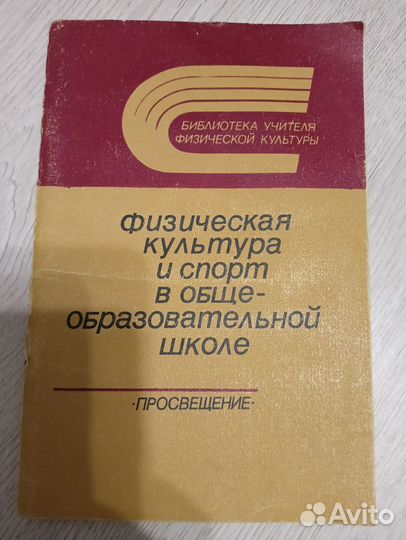 БИБЛИОТЕКА УЧИТЕЛЯ
ФИЗИЧЕСКОЙ КУЛЬТУРЫ
физическая
культура
и спорт
в обще-
образовательной
школе
·ПРОСВЕЩЕНИЕ·
Avito